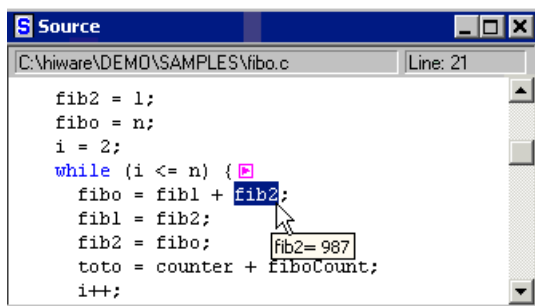 S Source
C:\hiware\DEMO\SAMPLES\fibo.c Line: 21
fib2 = 1;
fibo = n;
i = 2;
while (i <= n) {
fibo = fib1 + fib2;
fib1 = fib2;
fib2 = fibo;
fib2= 987
toto = counter + fiboCount;
i++;